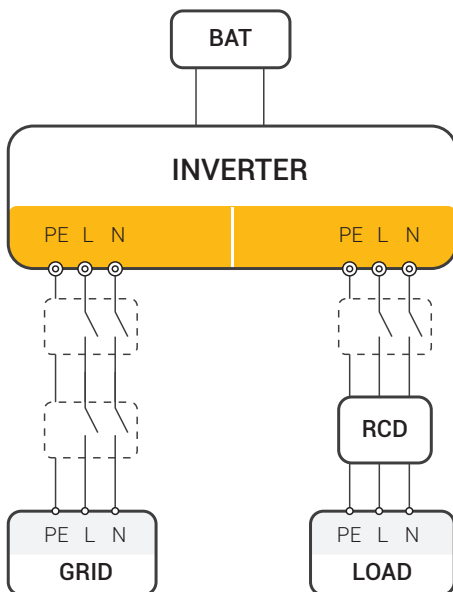 BAT
INVERTER
PE L N PE L N
RCD
PE L N PE L N
GRID LOAD